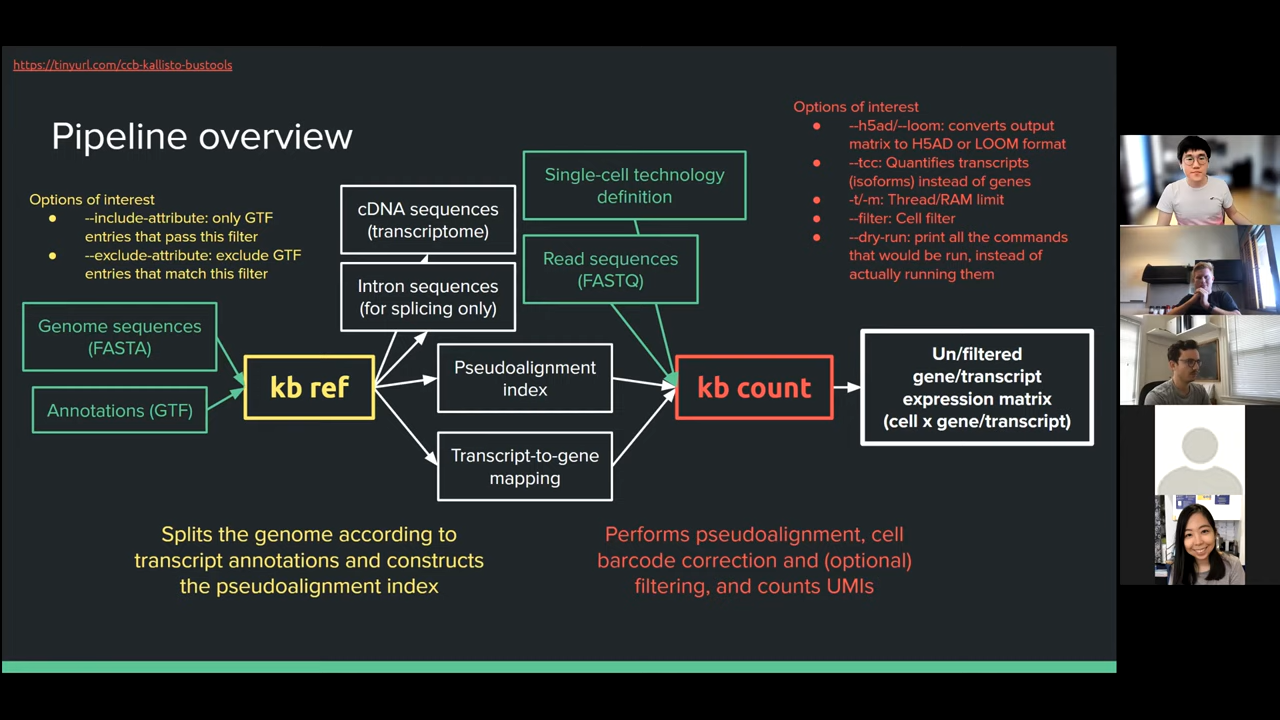 https://tinyurl.com/ccb-kallisto-bustools
Pipeline overview
Options of interest
● --include-attribute: only GTF
entries that pass this filter
● --exclude-attribute: exclude GTF
entries that match this filter
Genome sequences
(FASTA)
Annotations (GTF)
kb ref
cDNA sequences
(transcriptome)
Intron sequences
(for splicing only)
Pseudoalignment
index
Transcript-to-gene
mapping
Single-cell technology
definition
Read sequences
(FASTQ)
kb count
Options of interest
● --h5ad/--loom: converts output
matrix to H5AD or LOOM format
● --tcc: Quantifies transcripts
(isoforms) instead of genes
● -t/-m: Thread/RAM limit
● --filter: Cell filter
● --dry-run: print all the commands
that would be run, instead of
actually running them
Un/filtered
gene/transcript
expression matrix
(cell x gene/transcript)
Splits the genome according to
transcript annotations and constructs
the pseudoalignment index
Performs pseudoalignment, cell
barcode correction and (optional)
filtering, and counts UMIs